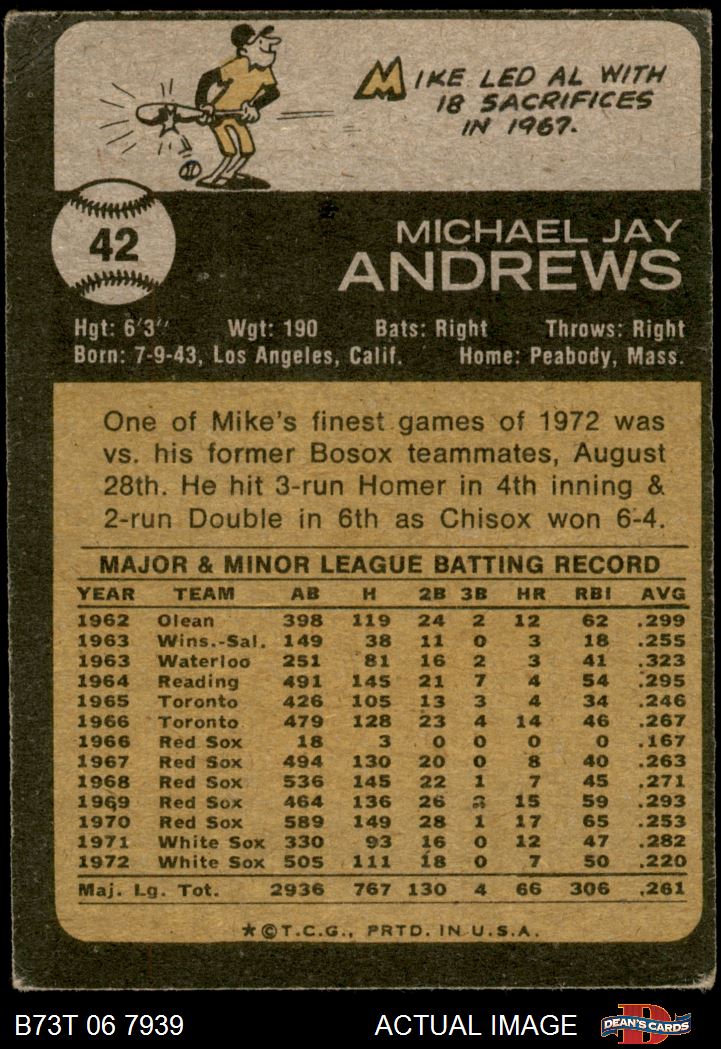 MIKE LED AL WITH
18 SACRIFICES
IN 1967.
42
MICHAEL JAY
ANDREWS
Hgt: 6'3" Wgt: 190 Bats: Right Throws: Right
Born: 7-9-43, Los Angeles, Calif. Home: Peabody, Mass.
One of Mike's finest games of 1972 was
vs. his former Bosox teammates, August
28th. He hit 3-run Homer in 4th inning &
2-run Double in 6th as Chisox won 6-4.
MAJOR & MINOR LEAGUE BATTING RECORD
YEAR TEAM AB H 2B 3B HR RBI AVG
1962 Olean 398 119 24 2 12 62 .299
1963 Wins.-Sal. 149 38 11 0 3 18 .255
1963 Waterloo 251 81 16 2 3 41 .323
1964 Reading 491 145 21 7 4 54 .295
1965 Toronto 426 105 13 3 4 34 .246
1966 Toronto 479 128 23 4 14 46 .267
1966 Red Sox 18 3 0 0 0 0 .167
1967 Red Sox 494 130 20 0 8 40 .263
1968 Red Sox 536 145 22 1 7 45 .271
1969 Red Sox 464 136 26 15 59 .293
1970 Red Sox 589 149 28 1 17 65 .253
1971 White Sox 330 93 16 0 12 47 .282
1972 White Sox 505 111 18 0 7 50 .220
Maj. Lg. Tot. 2936 767 130 4 66 306 .261
★©T.C.G., PRTD. IN U.S.A.
B73T 06 7939 ACTUAL IMAGE DEAN'S CARDS